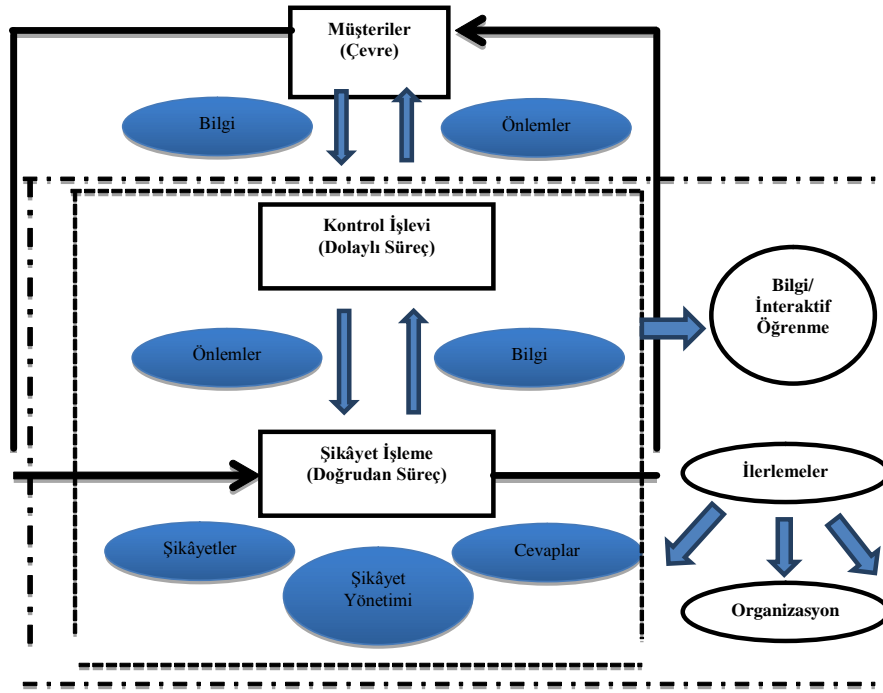 Müşteriler
(Çevre)
Bilgi
Önlemler
Kontrol İşlevi
(Dolaylı Süreç)
Bilgi/
İnteraktif
Öğrenme
Önlemler
Bilgi
Şikâyet İşleme
(Doğrudan Süreç)
İlerlemeler
Şikâyetler
Cevaplar
Şikâyet
Yönetimi
Organizasyon